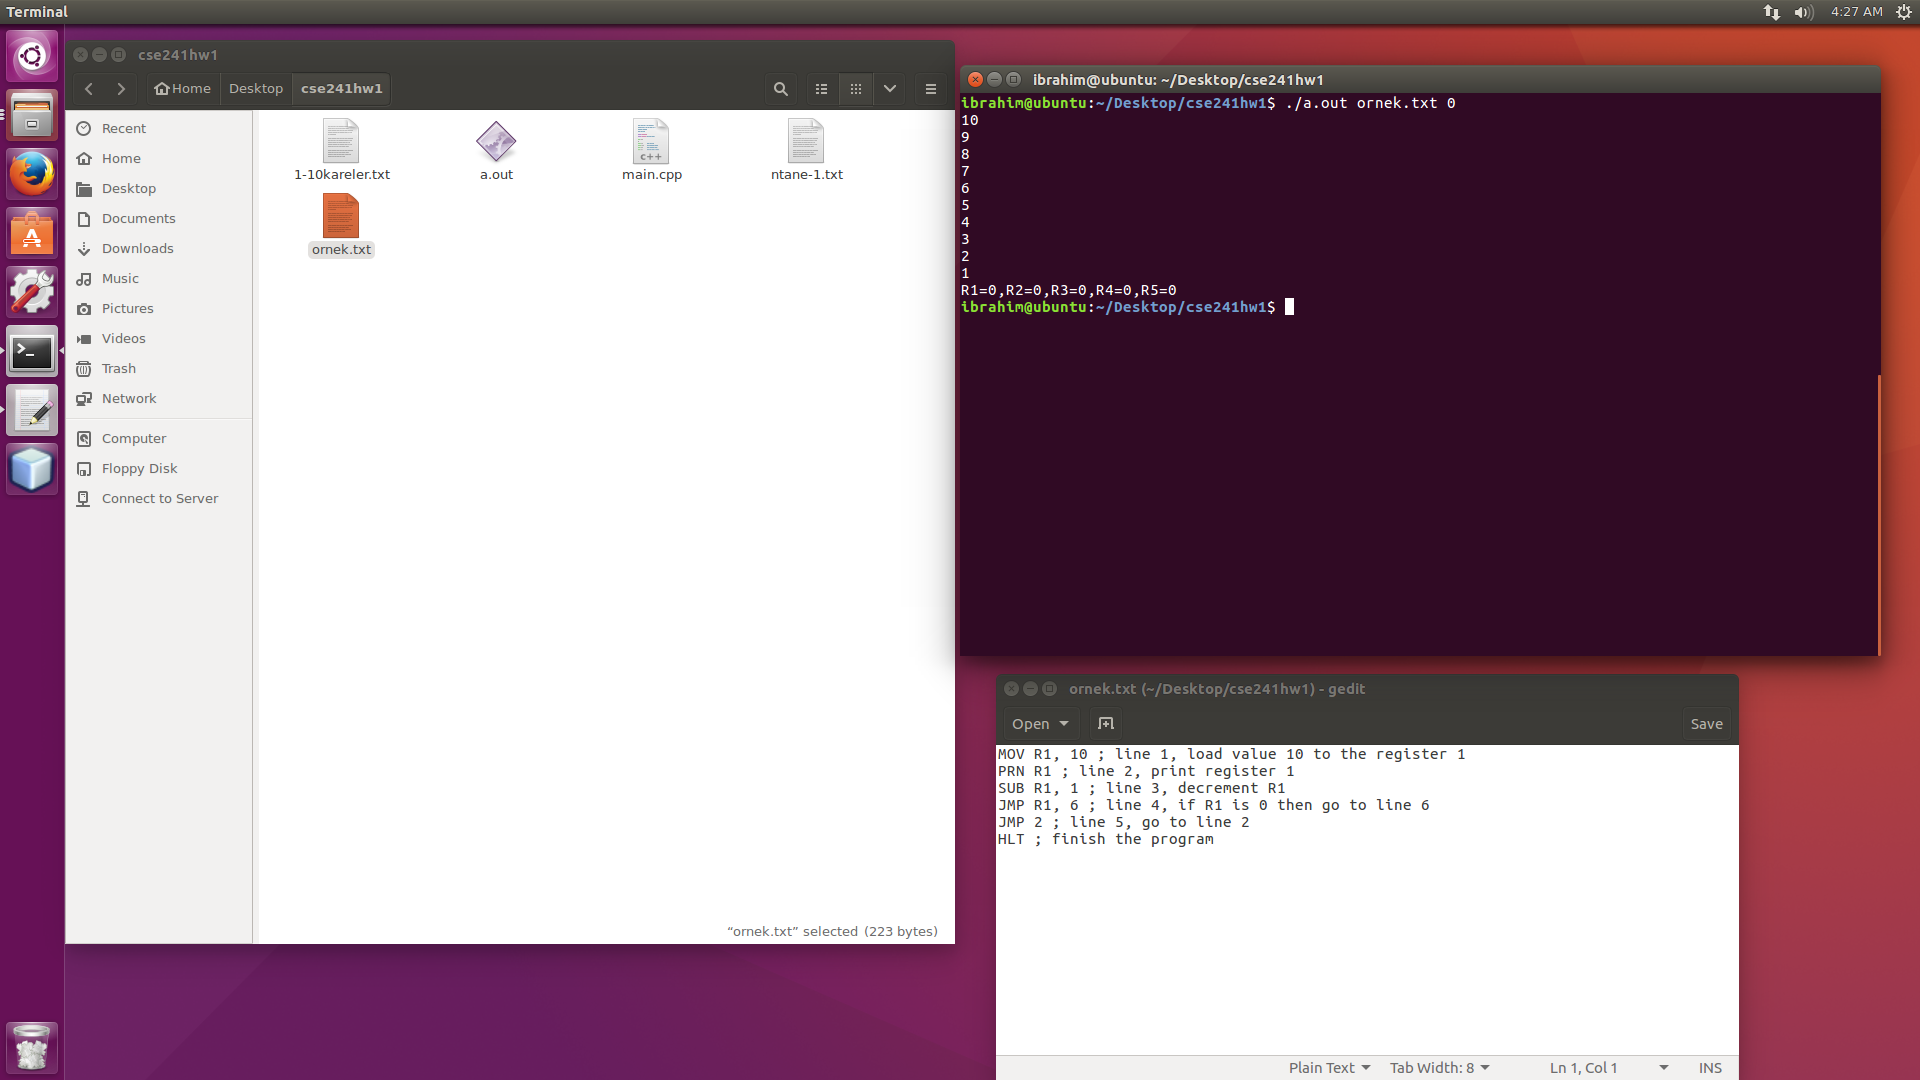 Terminal
4:27 AM
cse241hw1
Home
Desktop
cse241hw1
Recent
Home
Desktop
Documents
Downloads
Music
Pictures
Videos
Trash
Network
Computer
Floppy Disk
Connect to Server
1-10kareler.txt
a.out
c++
main.cpp
ntane-1.txt
ornek.txt
“ornek.txt” selected (223 bytes)
ibrahim@ubuntu: ~/Desktop/cse241hw1
ibrahim@ubuntu:~/Desktop/cse241hw1$ ./a.out ornek.txt 0
10
9
8
7
6
5
4
3
2
1
R1=0,R2=0,R3=0,R4=0,R5=0
ibrahim@ubuntu:~/Desktop/cse241hw1$
ornek.txt (~/Desktop/cse241hw1) - gedit
Open
Save
MOV R1, 10 ; line 1, load value 10 to the register 1
PRN R1 ; line 2, print register 1
SUB R1, 1 ; line 3, decrement R1
JMP R1, 6 ; line 4, if R1 is 0 then go to line 6
JMP 2 ; line 5, go to line 2
HLT ; finish the program
Plain Text
Tab Width: 8
Ln 1, Col 1
INS